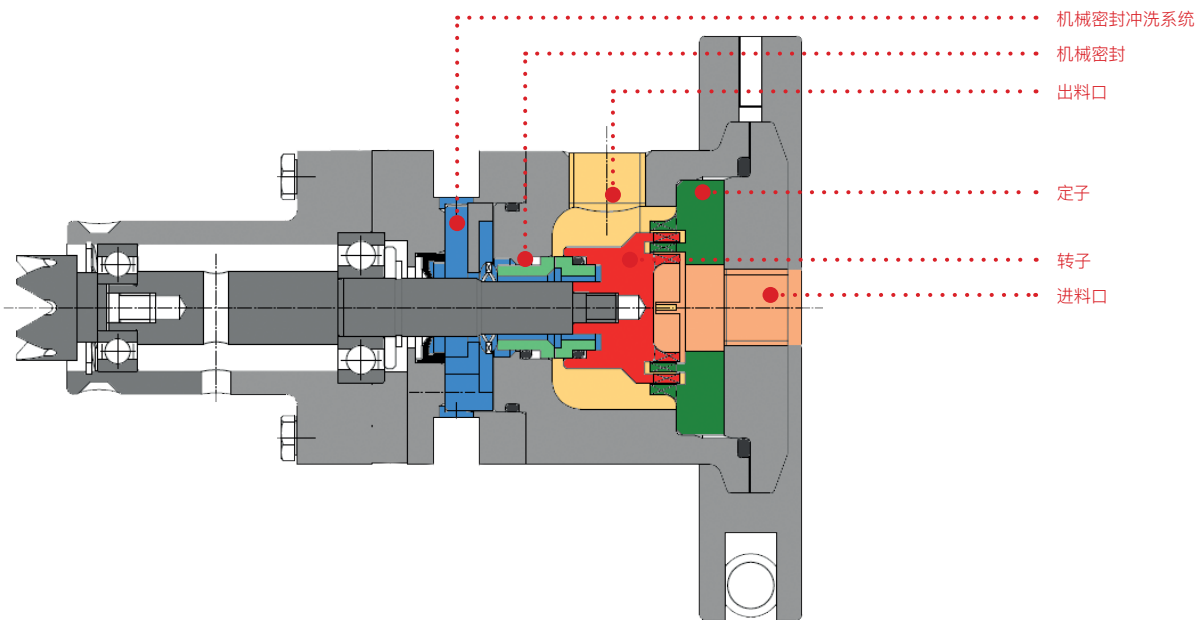 机械密封冲洗系统
机械密封
出料口
定子
转子
进料口